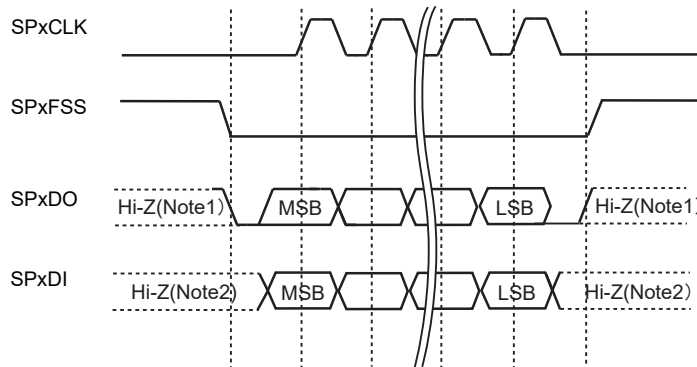 SPxCLK
SPxFSS
SPxDO
Hi-Z(Note1)
MSB
LSB
Hi-Z(Note1)
SPxDI
Hi-Z(Note2)
MSB
LSB
Hi-Z(Note2)